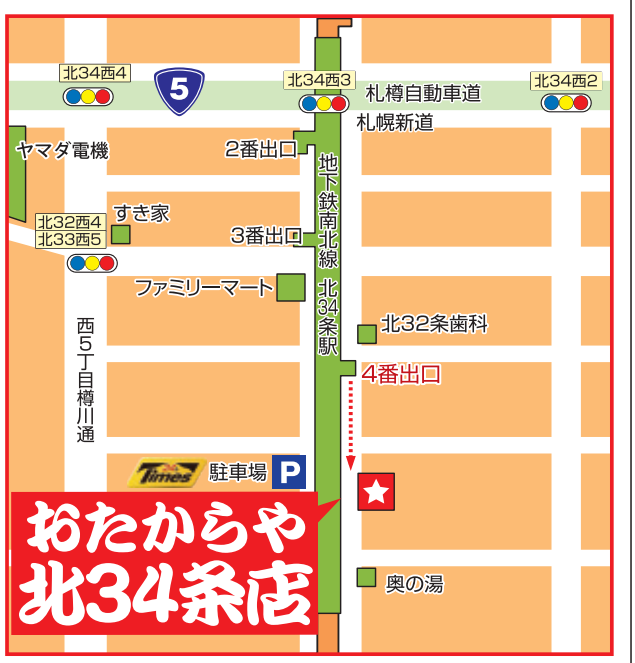 北34西4
5
北34西3
札樽自動車道
北34西2
札幌新道
ヤマダ電機
2番出口
地下鉄南北線 北34条駅
すき家
北32西4
北33西5
3番出口
ファミリーマート
北32条歯科
西5丁目樽川通
4番出口
24
Times
駐車場
P
おたからや
北34条店
奥の湯